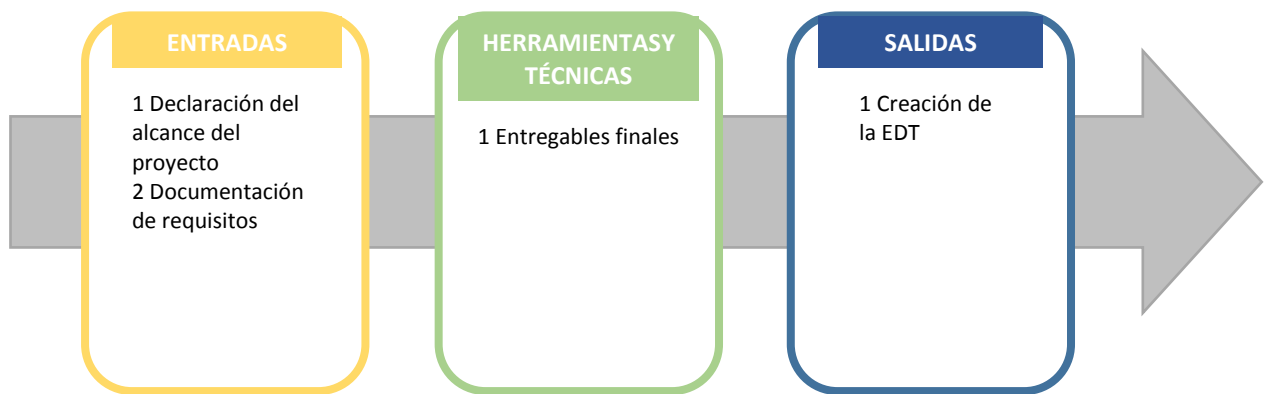 ENTRADAS
1 Declaración del
alcance del
proyecto
2 Documentación
de requisitos
HERRAMIENTASY
TÉCNICAS
1 Entregables finales
SALIDAS
1 Creación de
la EDT